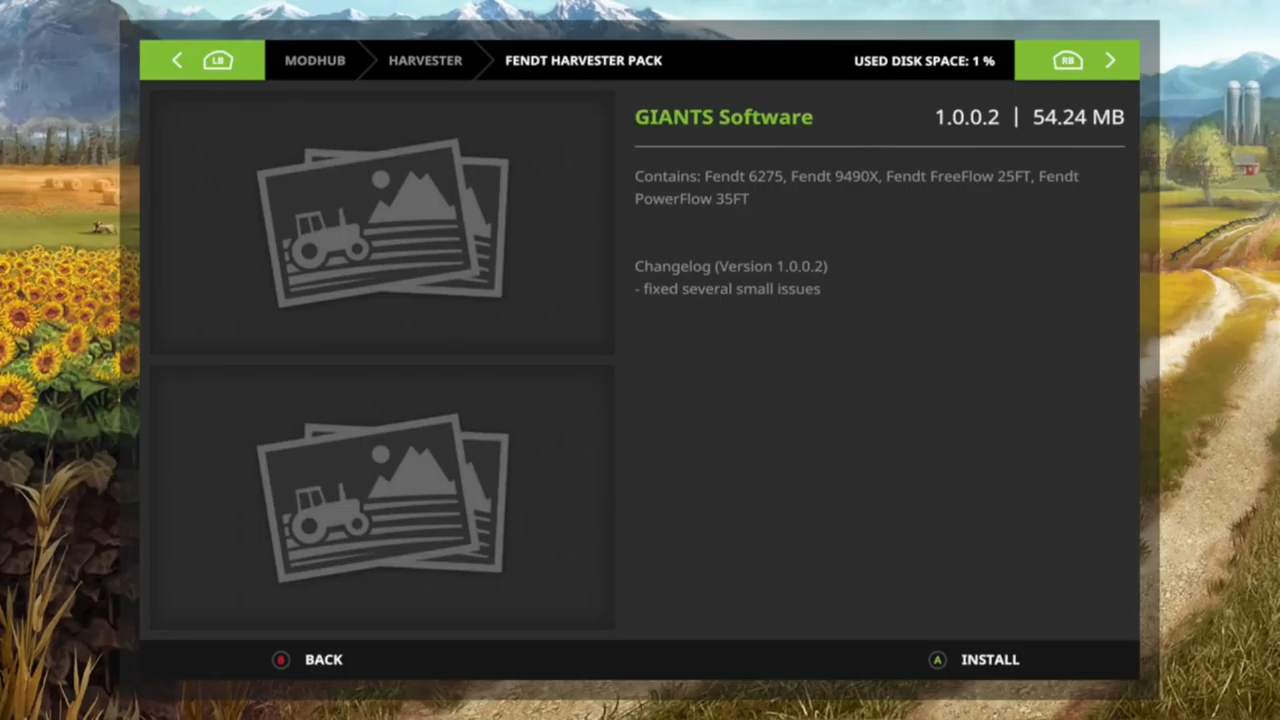 LB
MODHUB
HARVESTER
FENDT HARVESTER PACK
USED DISK SPACE: 1 %
RB
GIANTS Software
1.0.0.2 | 54.24 MB
Contains: Fendt 6275, Fendt 9490X, Fendt FreeFlow 25FT, Fendt
PowerFlow 35FT
Changelog (Version 1.0.0.2)
- fixed several small issues
B BACK
A INSTALL